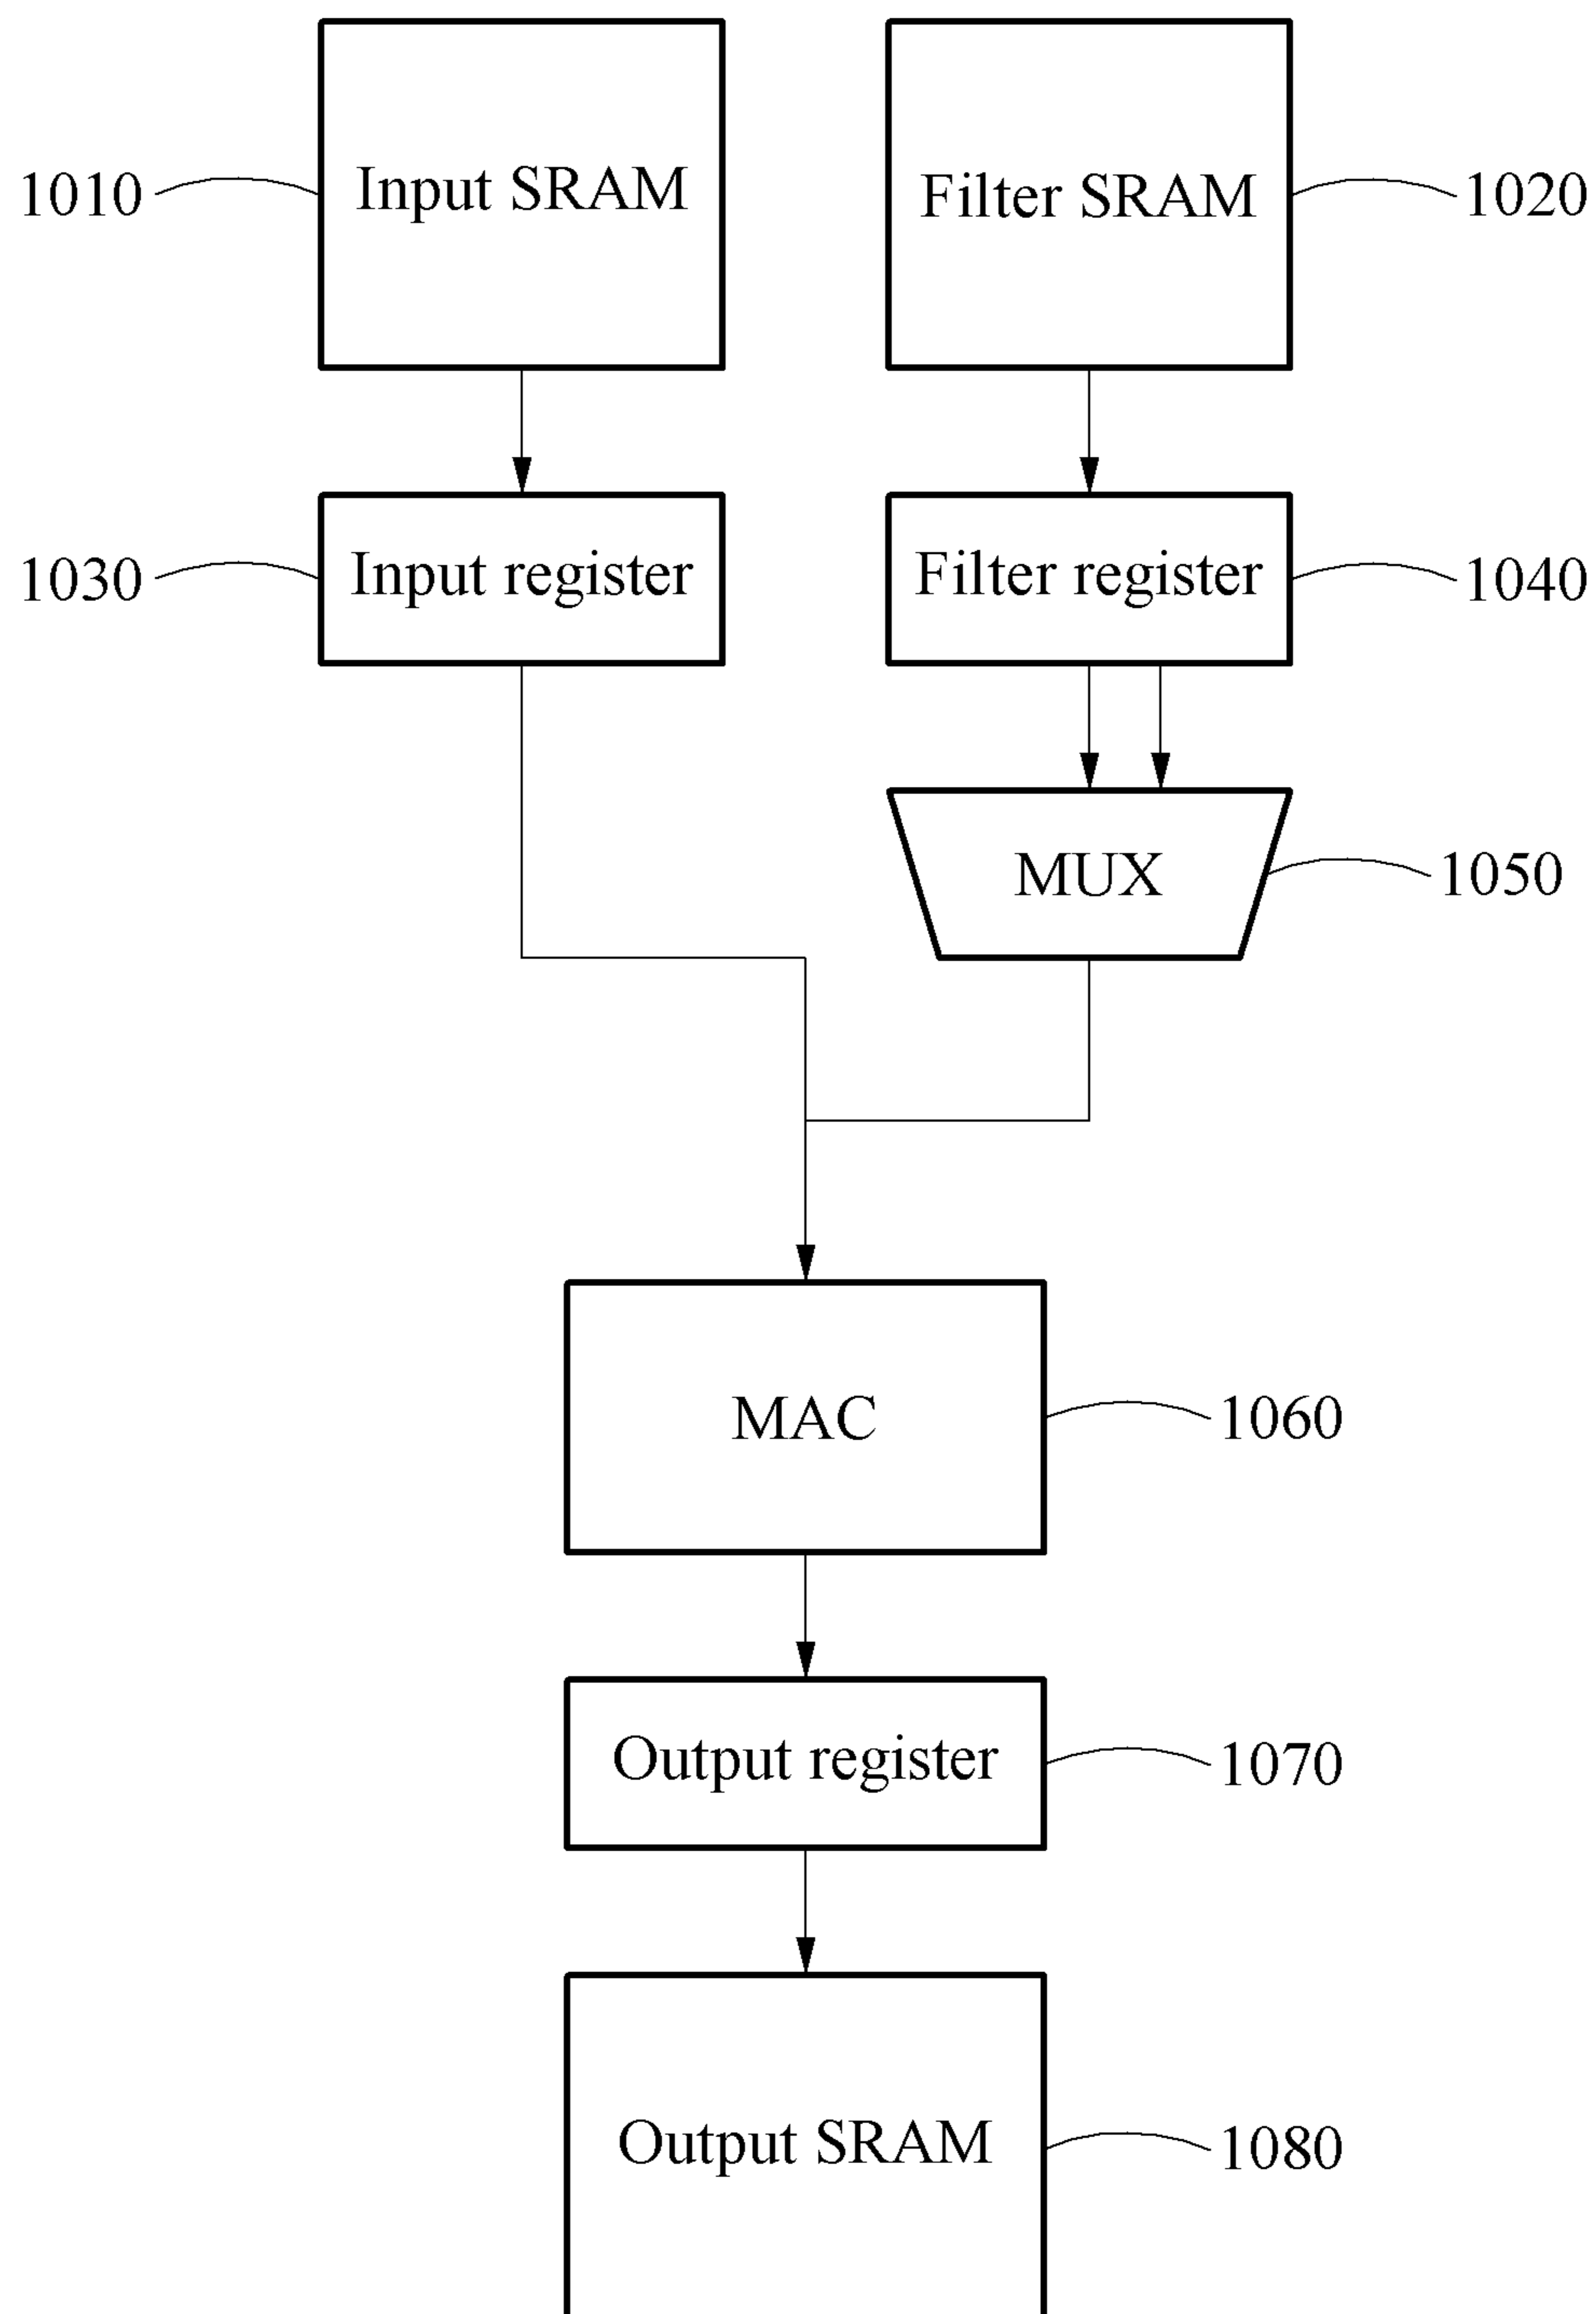 1010
Input SRAM
Filter SRAM
1020
1030
Input register
Filter register
1040
MUX
1050
MAC
1060
Output register
1070
Output SRAM
1080